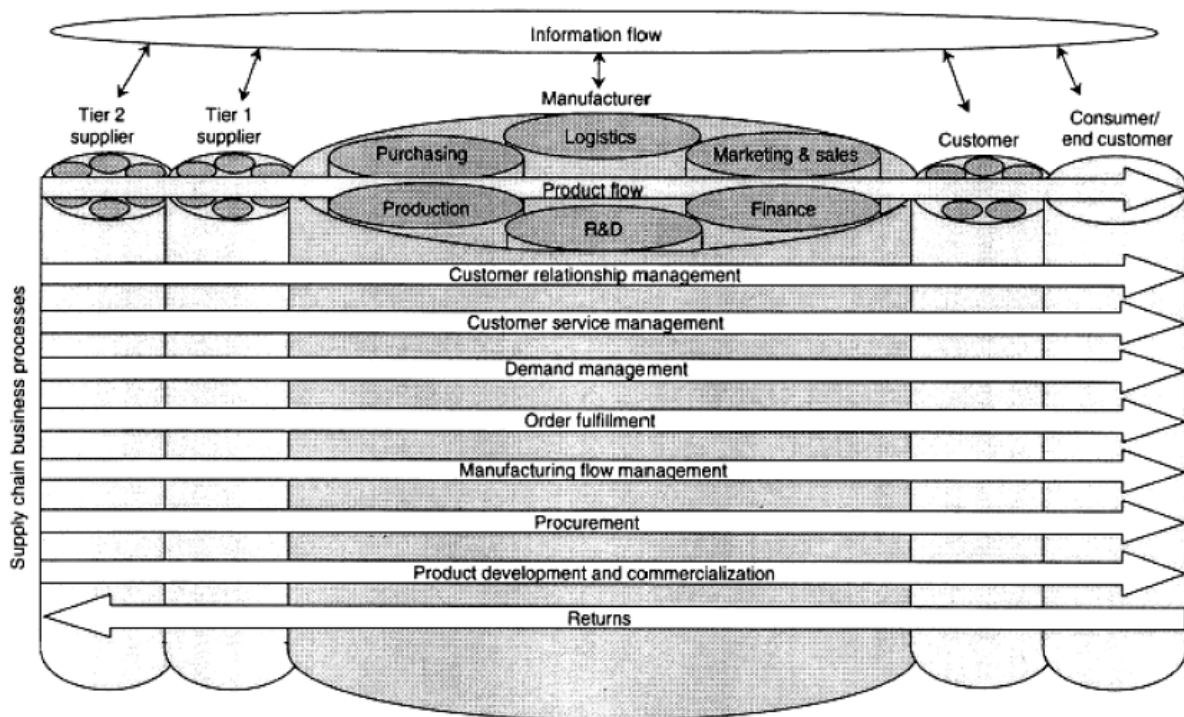 Information flow
Tier 2
supplier
Tier 1
supplier
Manufacturer
Customer
Consumer/
end customer
Logistics
Purchasing
Marketing & sales
Product flow
Production
Finance
R&D
Supply chain business processes
Customer relationship management
Customer service management
Demand management
Order fulfillment
Manufacturing flow management
Procurement
Product development and commercialization
Returns